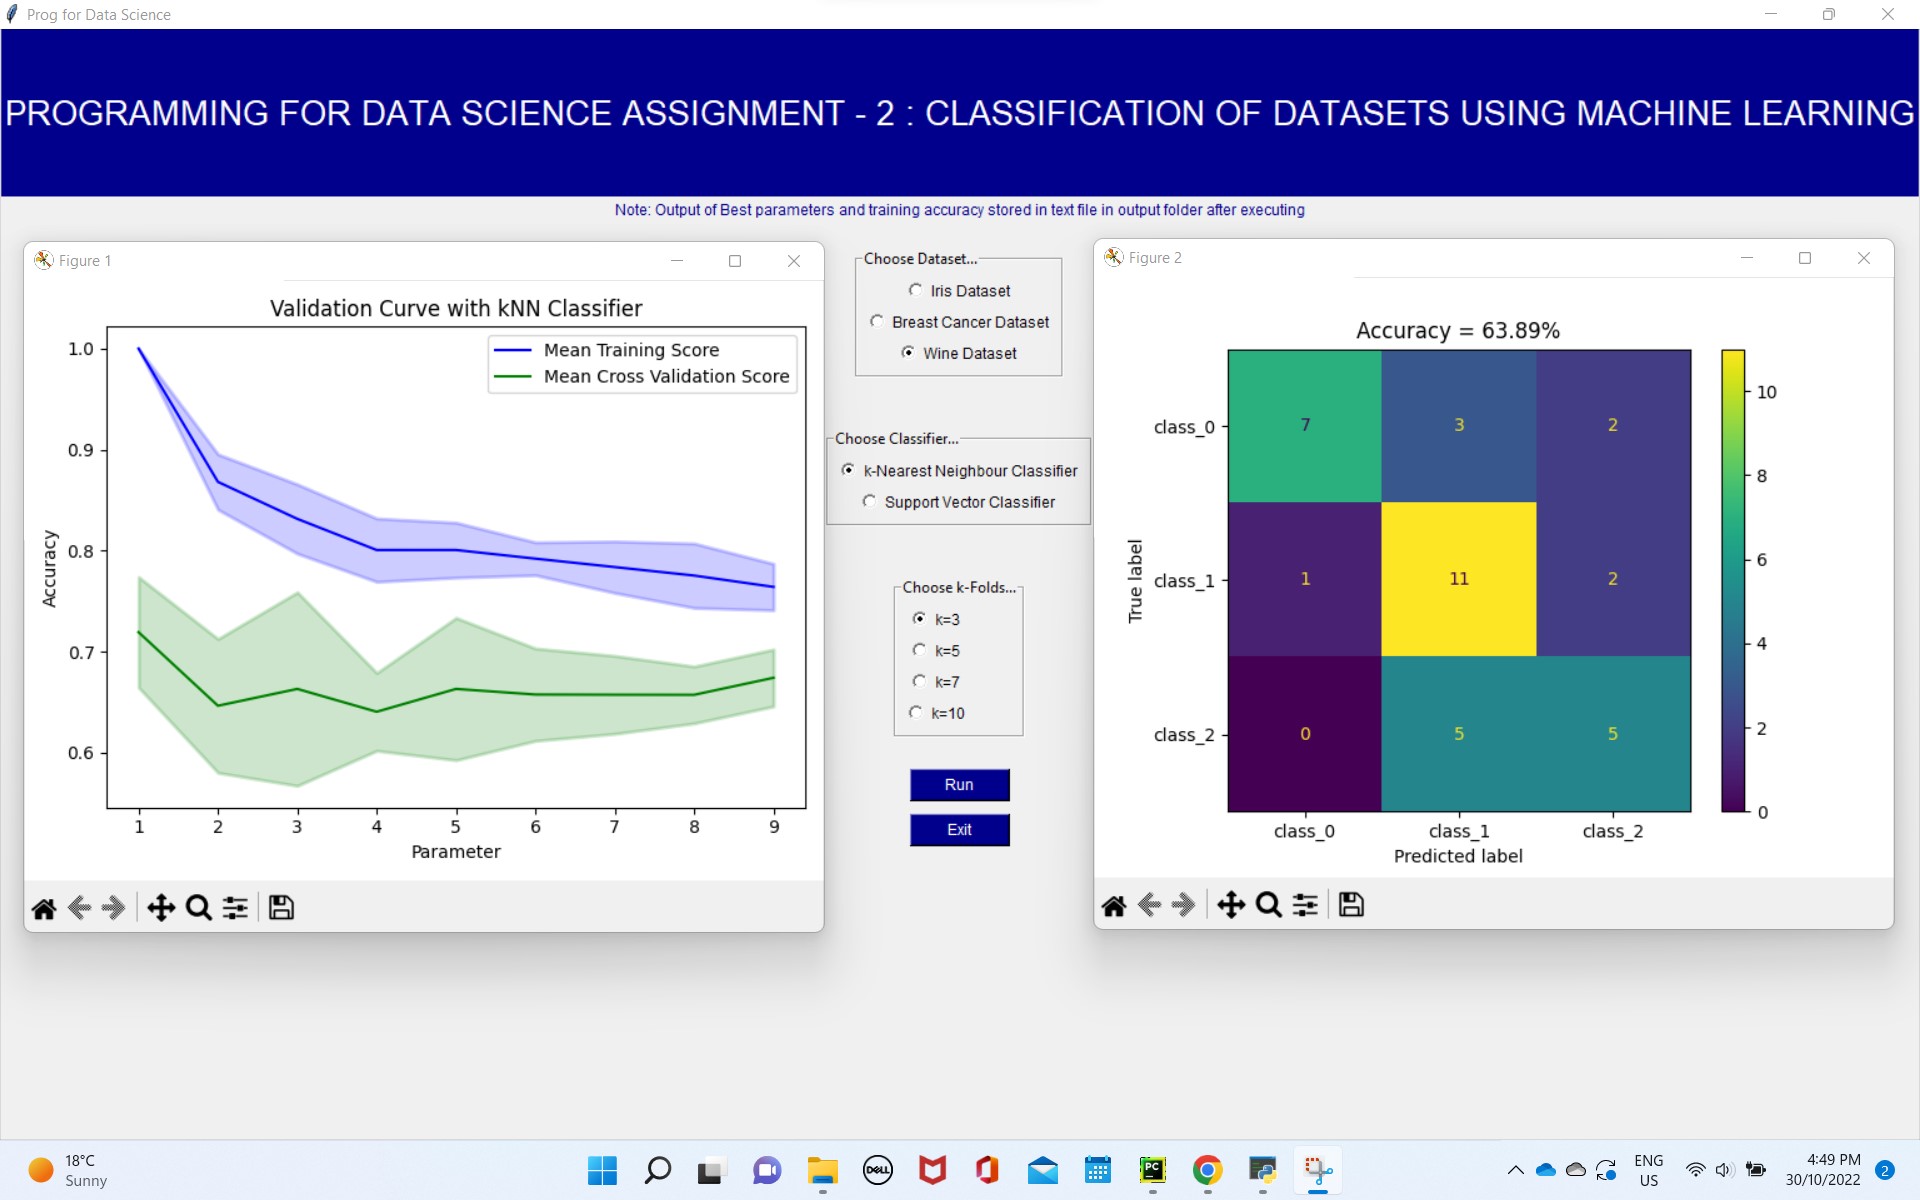 Prog for Data Science
PROGRAMMING FOR DATA SCIENCE ASSIGNMENT - 2 : CLASSIFICATION OF DATASETS USING MACHINE LEARNING
Note: Output of Best parameters and training accuracy stored in text file in output folder after executing
Figure 1
Validation Curve with kNN Classifier
Mean Training Score
Mean Cross Validation Score
1.0
0.9
0.8
0.7
0.6
Accuracy
1 2 3 4 5 6 7 8 9
Parameter
Choose Dataset...
Iris Dataset
Breast Cancer Dataset
Wine Dataset
Choose Classifier...
k-Nearest Neighbour Classifier
Support Vector Classifier
Choose k-Folds...
k=3
k=5
k=7
k=10
Run
Exit
Figure 2
Accuracy = 63.89%
True label
class_0 7 3 2
class_1 1 11 2
class_2 0 5 5
class_0 class_1 class_2
Predicted label
10
8
6
4
2
0
18°C
Sunny
DELL
PC
ENG
US
4:49 PM
30/10/2022
2